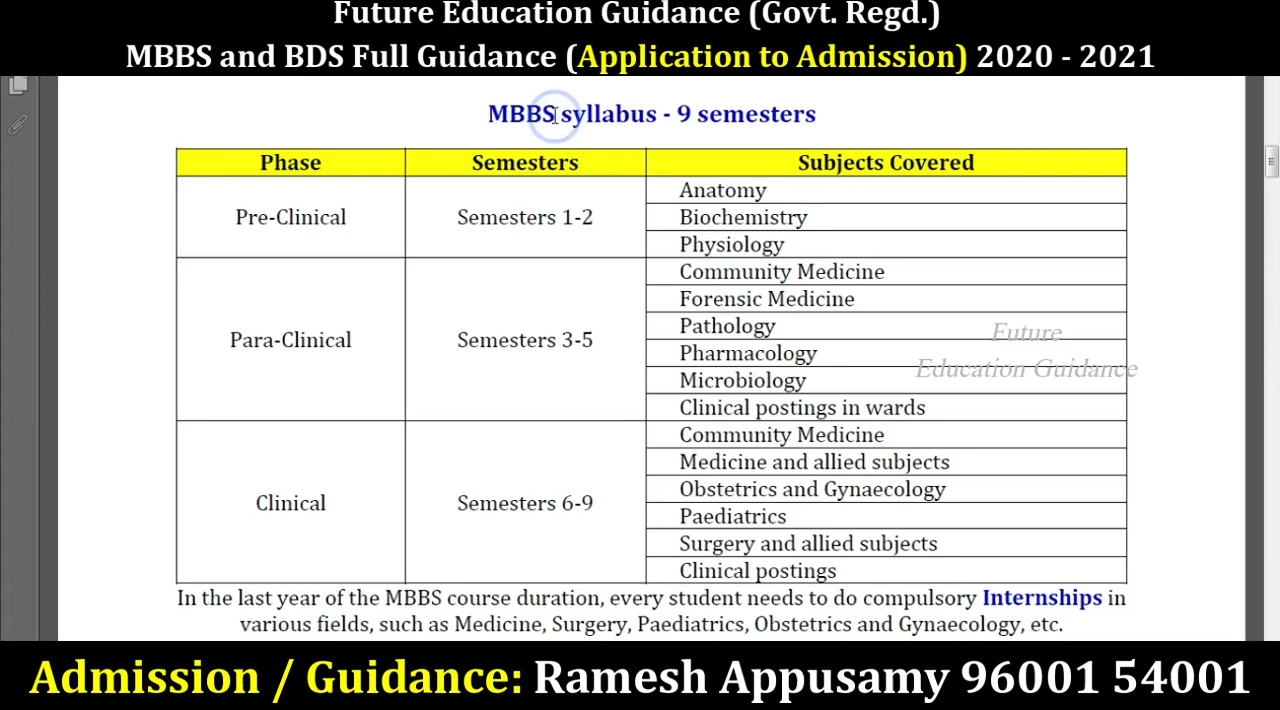 Future Education Guidance (Govt. Regd.)
MBBS and BDS Full Guidance (Application to Admission) 2020 - 2021
MBBS syllabus - 9 semesters
Phase Semesters Subjects Covered
Pre-Clinical Semesters 1-2
Anatomy
Biochemistry
Physiology
Para-Clinical Semesters 3-5
Community Medicine
Forensic Medicine
Pathology
Pharmacology
Microbiology
Clinical postings in wards
Future
Education Guidance
Clinical Semesters 6-9
Community Medicine
Medicine and allied subjects
Obstetrics and Gynaecology
Paediatrics
Surgery and allied subjects
Clinical postings
In the last year of the MBBS course duration, every student needs to do compulsory Internships in
various fields, such as Medicine, Surgery, Paediatrics, Obstetrics and Gynaecology, etc.
Admission / Guidance: Ramesh Appusamy 96001 54001